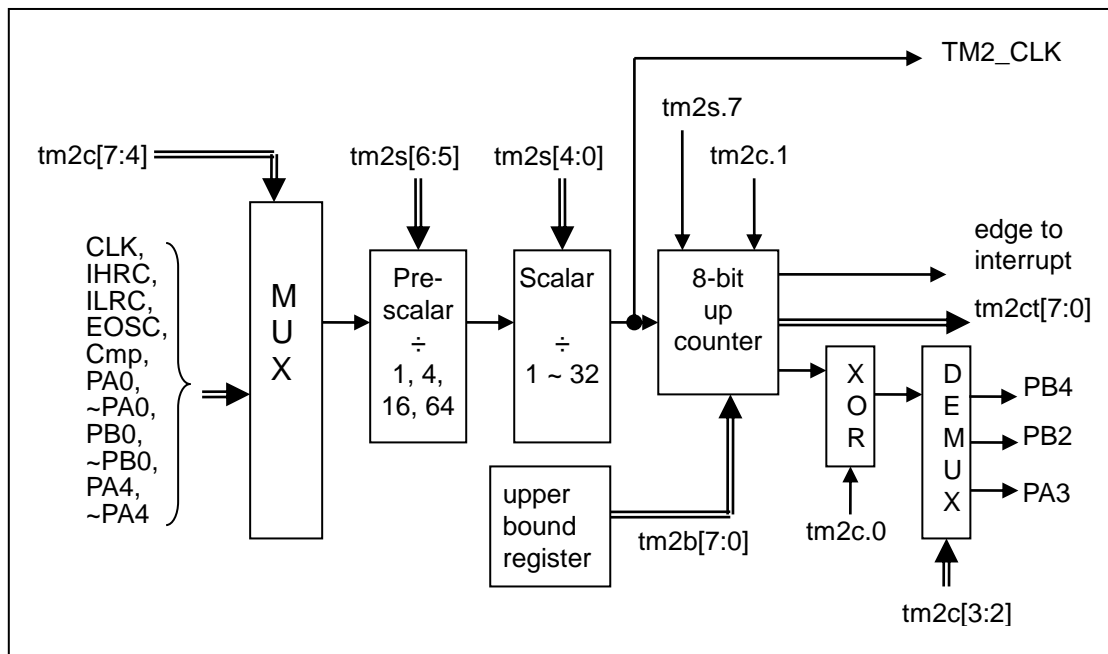 TM2_CLK
tm2s.7
tm2c[7:4]
tm2s[6:5]
tm2s[4:0]
tm2c.1
CLK,
IHRC,
ILRC,
EOSC,
Cmp,
PA0,
~PA0,
PB0,
~PB0,
PA4,
~PA4
M
U
X
Pre-
scalar
÷
1, 4,
16, 64
Scalar
÷
1 ~ 32
8-bit
up
counter
edge to
interrupt
tm2ct[7:0]
X
O
R
D
E
M
U
X
PB4
PB2
PA3
upper
bound
register
tm2b[7:0]
tm2c.0
tm2c[3:2]